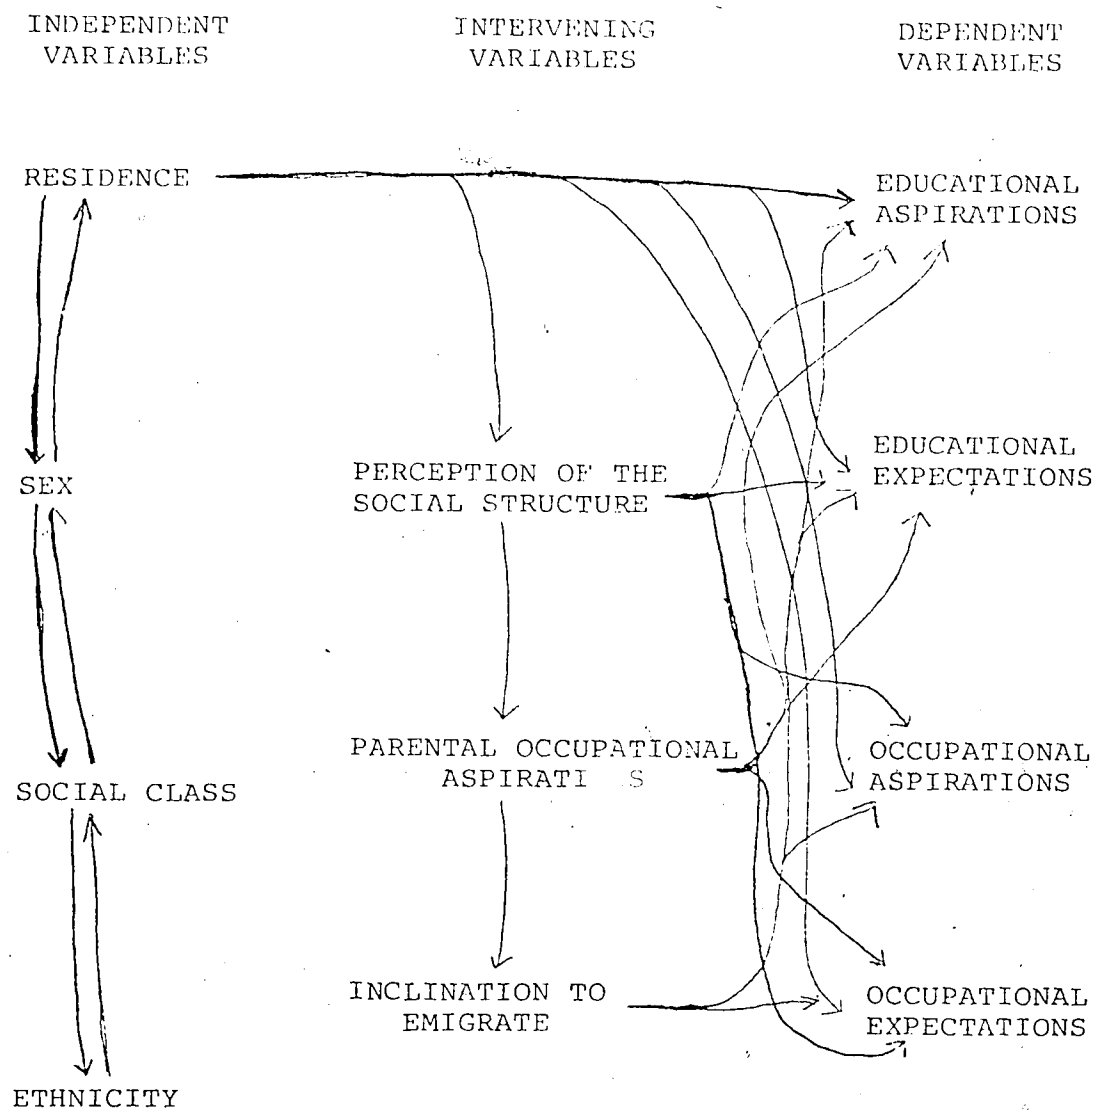 INDEPENDENT
VARIABLES
INTERVENING
VARIABLES
DEPENDENT
VARIABLES
RESIDENCE
EDUCATIONAL
ASPIRATIONS
SEX
PERCEPTION OF THE
SOCIAL STRUCTURE
EDUCATIONAL
EXPECTATIONS
SOCIAL CLASS
PARENTAL OCCUPATIONAL
ASPIRATI S
OCCUPATIONAL
ASPIRATIONS
INCLINATION TO
EMIGRATE
OCCUPATIONAL
EXPECTATIONS
ETHNICITY